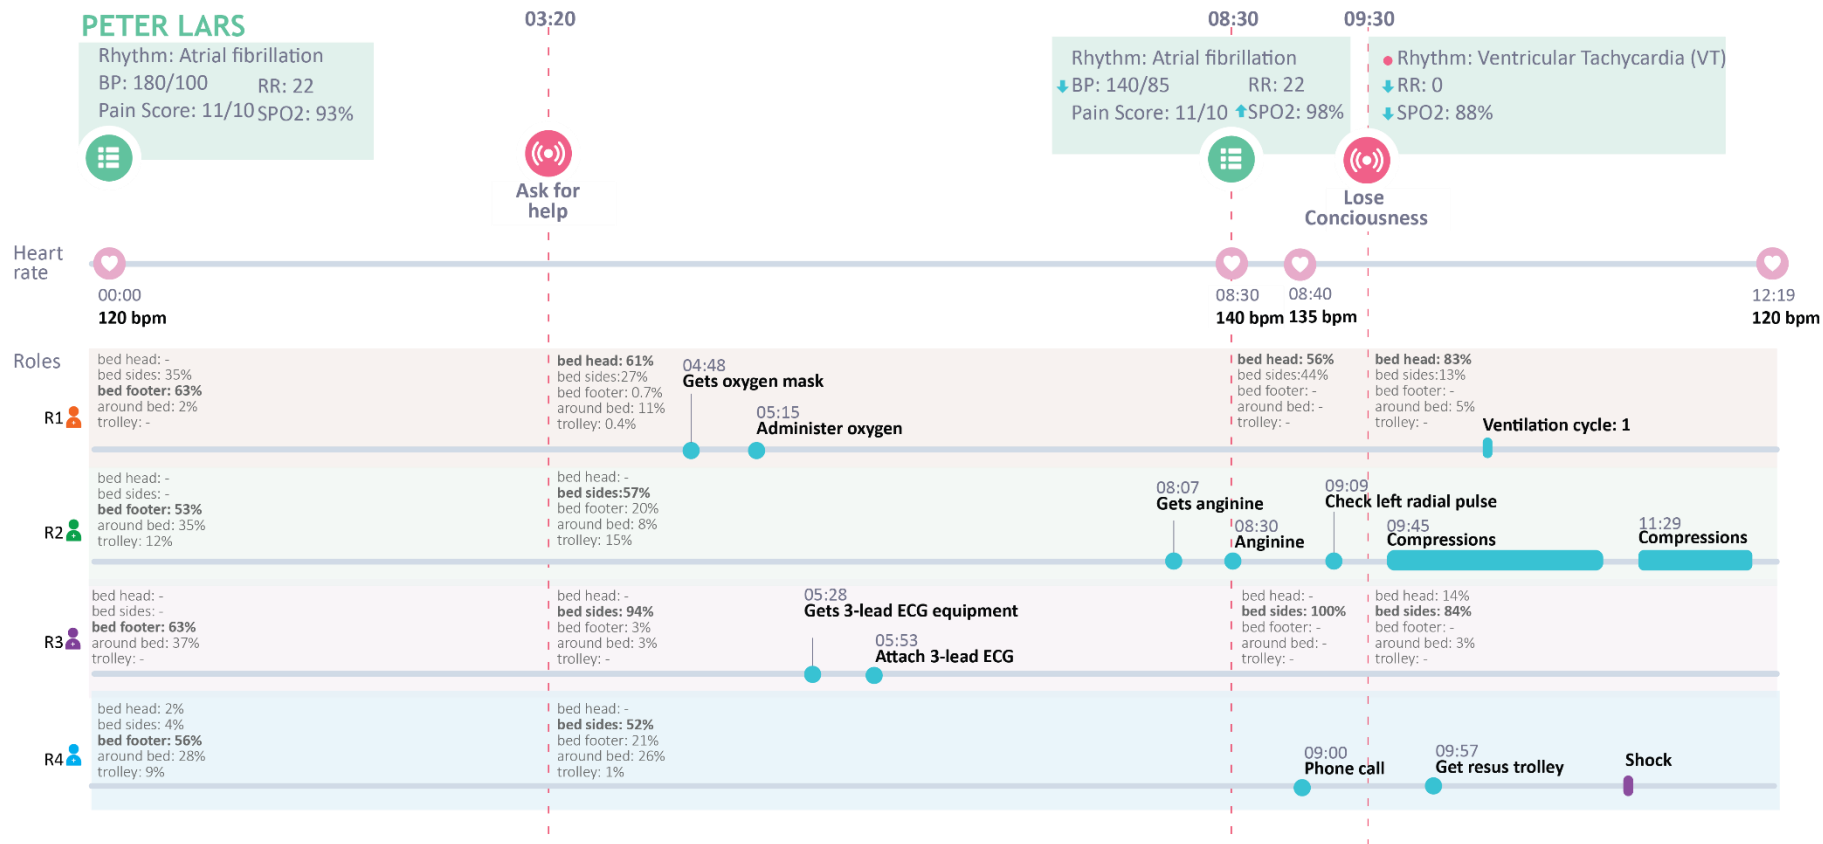 PETER LARS
03:20
08:30
09:30
Rhythm: Atrial fibrillation
BP: 180/100
RR: 22
Pain Score: 11/10
SPO2: 93%
Rhythm: Atrial fibrillation
BP: 140/85
RR: 22
Pain Score: 11/10
SPO2: 98%
Rhythm: Ventricular Tachycardia (VT)
RR: 0
SPO2: 88%
Ask for
help
Lose
Conciousness
Heart
rate
00:00
120 bpm
08:30
140 bpm
08:40
135 bpm
12:19
120 bpm
Roles
R1
bed head: -
bed sides: 35%
bed footer: 63%
around bed: 2%
trolley: -
bed head: 61%
bed sides:27%
bed footer: 0.7%
around bed: 11%
trolley: 0.4%
04:48
Gets oxygen mask
05:15
Administer oxygen
bed head: 56%
bed sides:44%
bed footer: -
around bed: -
trolley: -
bed head: 83%
bed sides:13%
bed footer: -
around bed: 5%
trolley: -
Ventilation cycle: 1
R2
bed head: -
bed sides: -
bed footer: 53%
around bed: 35%
trolley: 12%
bed head: -
bed sides:57%
bed footer: 20%
around bed: 8%
trolley: 15%
08:07
Gets anginine
08:30
Anginine
09:09
Check left radial pulse
09:45
Compressions
11:29
Compressions
R3
bed head: -
bed sides: -
bed footer: 63%
around bed: 37%
trolley: -
bed head: -
bed sides: 94%
bed footer: 3%
around bed: 3%
trolley: -
05:28
Gets 3-lead ECG equipment
05:53
Attach 3-lead ECG
bed head: -
bed sides: 100%
bed footer: -
around bed: -
trolley: -
bed head: 14%
bed sides: 84%
bed footer: -
around bed: 3%
trolley: -
R4
bed head: 2%
bed sides: 4%
bed footer: 56%
around bed: 28%
trolley: 9%
bed head: -
bed sides: 52%
bed footer: 21%
around bed: 26%
trolley: 1%
09:00
Phone call
09:57
Get resus trolley
Shock